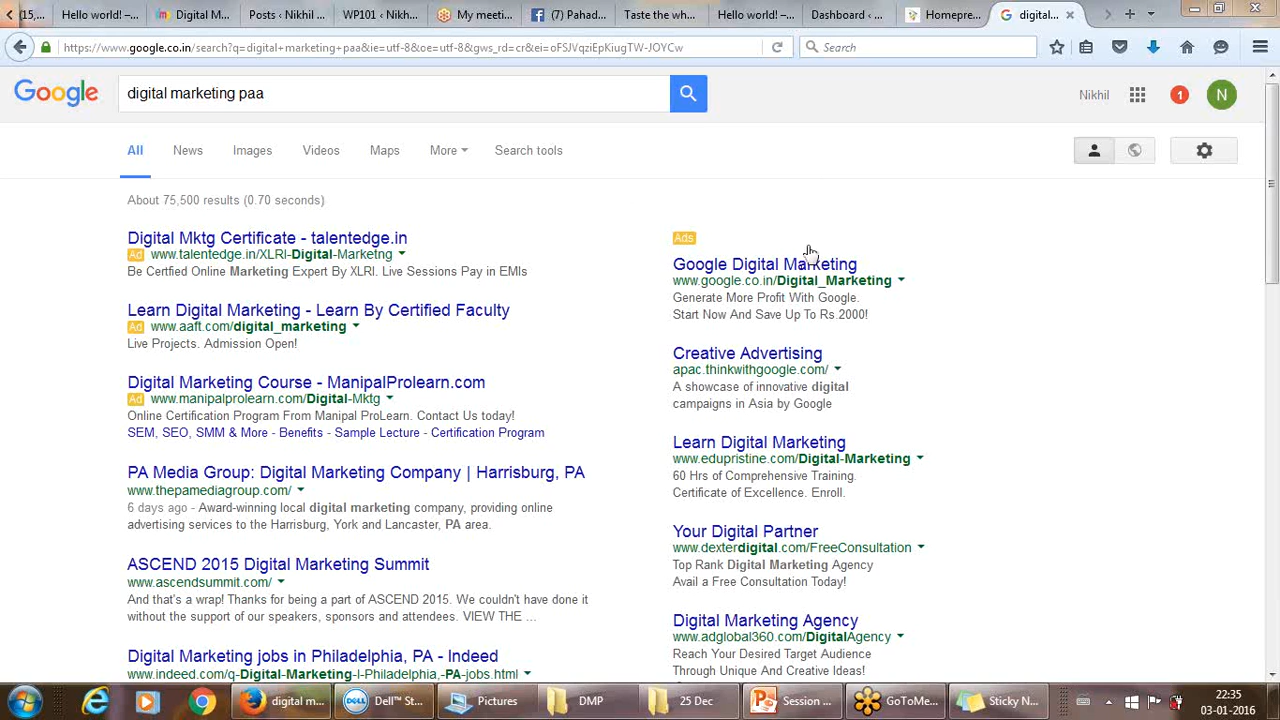 (15,...
Hello world! –...
Digital M...
Posts ‹ Nikhil ...
WP101 ‹ Nikh...
My meeti...
(7) Pahad...
Taste the wh...
Hello world! –...
Dashboard ‹ ...
Homepre...
digital...
https://www.google.co.in/search?q=digital+marketing+paa&ie=utf-8&oe=utf-8&gws_rd=cr&ei=oFSJVqziEpKiugTW-JOYCw
Search
Google
digital marketing paa
Nikhil
1
N
All
News
Images
Videos
Maps
More
Search tools
About 75,500 results (0.70 seconds)
Digital Mktg Certificate - talentedge.in
Ad www.talentedge.in/XLRI-Digital-Marketng
Be Certfied Online Marketing Expert By XLRI. Live Sessions Pay in EMIs
Learn Digital Marketing - Learn By Certified Faculty
Ad www.aaft.com/digital_marketing
Live Projects. Admission Open!
Digital Marketing Course - ManipalProlearn.com
Ad www.manipalprolearn.com/Digital-Mktg
Online Certification Program From Manipal ProLearn. Contact Us today!
SEM, SEO, SMM & More - Benefits - Sample Lecture - Certification Program
PA Media Group: Digital Marketing Company | Harrisburg, PA
www.thepamediagroup.com/
6 days ago - Award-winning local digital marketing company, providing online
advertising services to the Harrisburg, York and Lancaster, PA area.
ASCEND 2015 Digital Marketing Summit
www.ascendsummit.com/
And that's a wrap! Thanks for being a part of ASCEND 2015. We couldn't have done it
without the support of our speakers, sponsors and attendees. VIEW THE ...
Digital Marketing jobs in Philadelphia, PA - Indeed
www.indeed.com/q-Digital-Marketing-l-Philadelphia,-PA-jobs.html
Ads
Google Digital Marketing
www.google.co.in/Digital_Marketing
Generate More Profit With Google.
Start Now And Save Up To Rs.2000!
Creative Advertising
apac.thinkwithgoogle.com/
A showcase of innovative digital
campaigns in Asia by Google
Learn Digital Marketing
www.edupristine.com/Digital-Marketing
60 Hrs of Comprehensive Training.
Certificate of Excellence. Enroll.
Your Digital Partner
www.dexterdigital.com/FreeConsultation
Top Rank Digital Marketing Agency
Avail a Free Consultation Today!
Digital Marketing Agency
www.adglobal360.com/DigitalAgency
Reach Your Desired Target Audience
Through Unique And Creative Ideas!
digital m...
DELL
Dell™ St...
Pictures
DMP
25 Dec
Session ...
GoToMe...
Sticky N...
22:35
03-01-2016